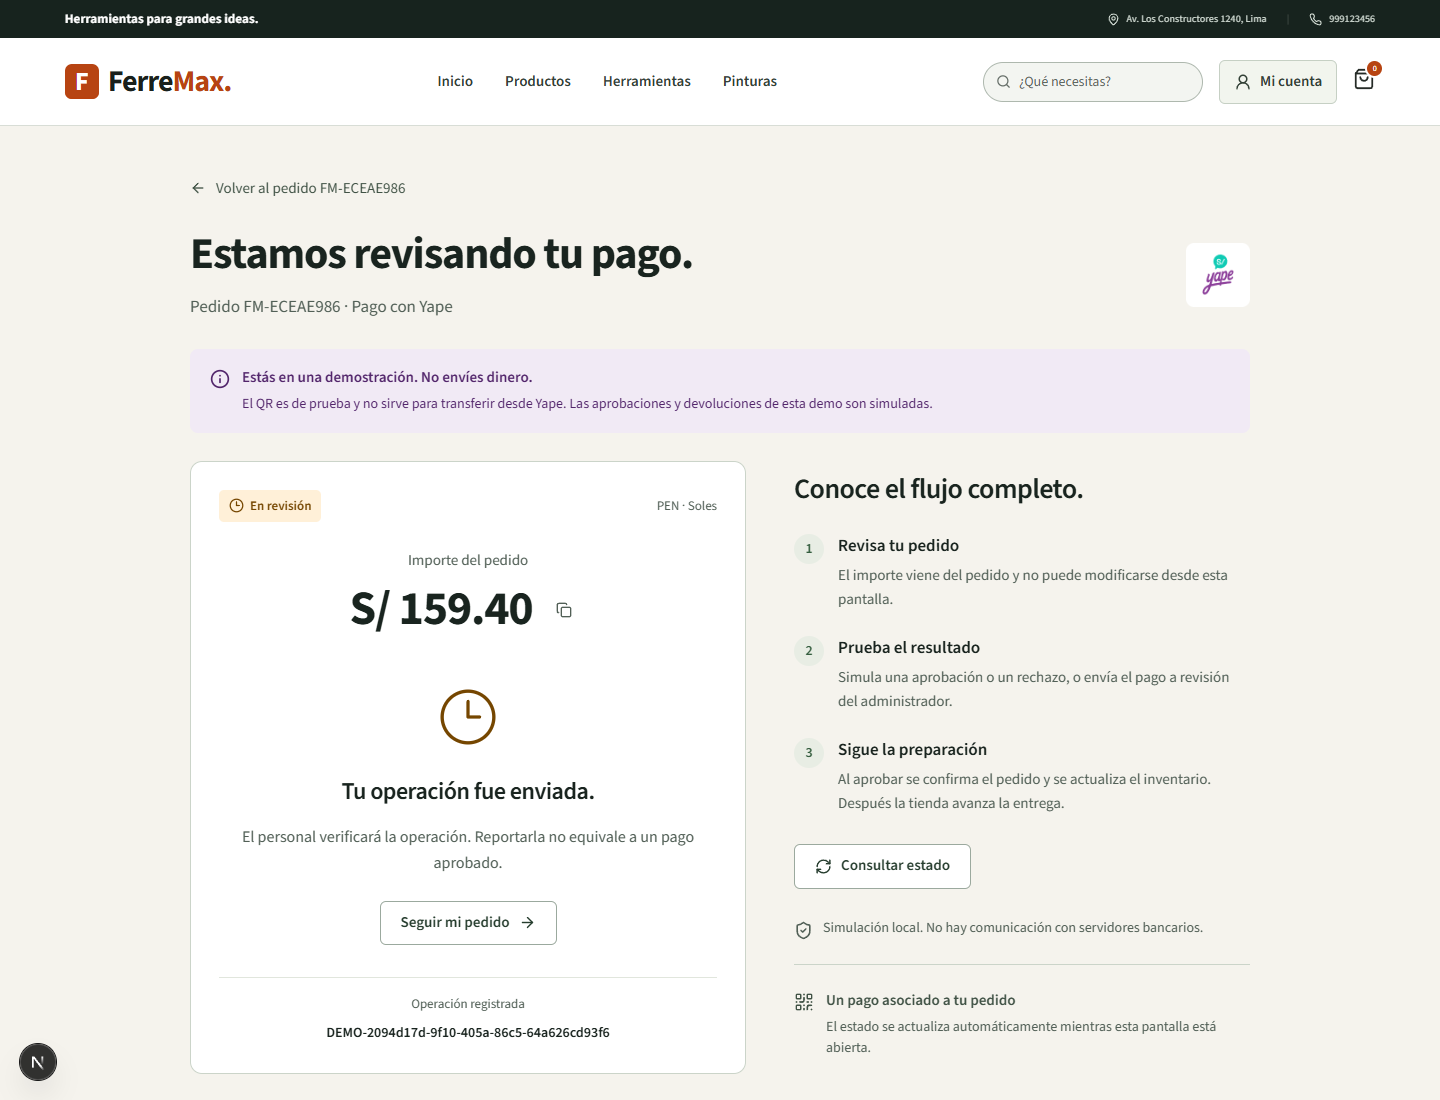 Herramientas para grandes ideas.
Av. Los Constructores 1240, Lima
999123456
F FerreMax.
Inicio
Productos
Herramientas
Pinturas
¿Qué necesitas?
Mi cuenta
0
Volver al pedido FM-ECEAE986
Estamos revisando tu pago.
Pedido FM-ECEAE986 · Pago con Yape
S/
yape
Estás en una demostración. No envíes dinero.
El QR es de prueba y no sirve para transferir desde Yape. Las aprobaciones y devoluciones de esta demo son simuladas.
En revisión
PEN · Soles
Importe del pedido
S/ 159.40
Tu operación fue enviada.
El personal verificará la operación. Reportarla no equivale a un pago
aprobado.
Seguir mi pedido
Operación registrada
DEMO-2094d17d-9f10-405a-86c5-64a626cd93f6
Conoce el flujo completo.
1
Revisa tu pedido
El importe viene del pedido y no puede modificarse desde esta
pantalla.
2
Prueba el resultado
Simula una aprobación o un rechazo, o envía el pago a revisión
del administrador.
3
Sigue la preparación
Al aprobar se confirma el pedido y se actualiza el inventario.
Después la tienda avanza la entrega.
Consultar estado
Simulación local. No hay comunicación con servidores bancarios.
Un pago asociado a tu pedido
El estado se actualiza automáticamente mientras esta pantalla está
abierta.
N